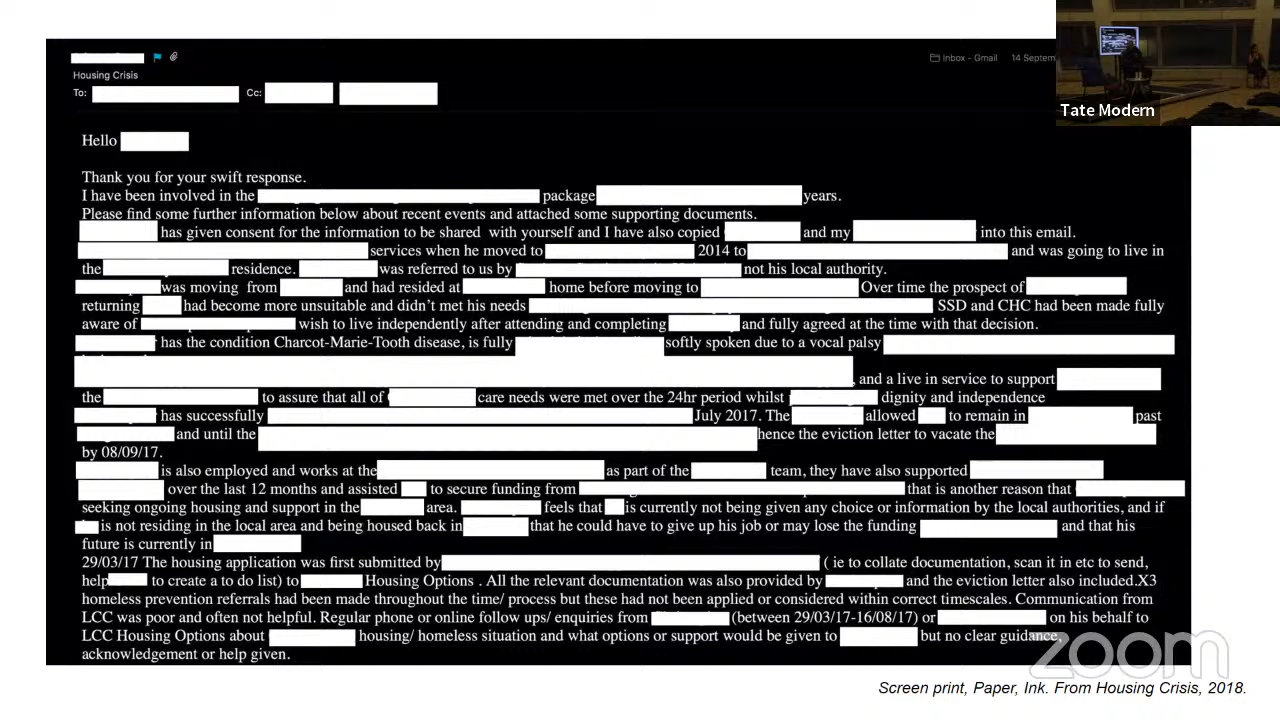 Tate Modern
Inbox - Gmail 14 Septem
Housing Crisis
To: Cc:
Hello
Thank you for your swift response.
I have been involved in the package years.
Please find some further information below about recent events and attached some supporting documents.
has given consent for the information to be shared with yourself and I have also copied and my into this email.
services when he moved to 2014 to and was going to live in
the residence. was referred to us by not his local authority.
was moving from and had resided at home before moving to Over time the prospect of
returning had become more unsuitable and didn't met his needs SSD and CHC had been made fully
aware of wish to live independently after attending and completing and fully agreed at the time with that decision.
has the condition Charcot-Marie-Tooth disease, is fully softly spoken due to a vocal palsy
, and a live in service to support
the to assure that all of care needs were met over the 24hr period whilst dignity and independence
has successfully July 2017. The allowed to remain in past
and until the hence the eviction letter to vacate the
by 08/09/17.
is also employed and works at the as part of the team, they have also supported
over the last 12 months and assisted to secure funding from that is another reason that
seeking ongoing housing and support in the area. feels that is currently not being given any choice or information by the local authorities, and if
is not residing in the local area and being housed back in that he could have to give up his job or may lose the funding and that his
future is currently in
29/03/17 The housing application was first submitted by ( ie to collate documentation, scan it in etc to send,
help to create a to do list) to Housing Options . All the relevant documentation was also provided by and the eviction letter also included.X3
homeless prevention referrals had been made throughout the time/ process but these had not been applied or considered within correct timescales. Communication from
LCC was poor and often not helpful. Regular phone or online follow ups/ enquiries from (between 29/03/17-16/08/17) or on his behalf to
LCC Housing Options about housing/ homeless situation and what options or support would be given to but no clear guidance,
acknowledgement or help given.
zoom
Screen print, Paper, Ink. From Housing Crisis, 2018.